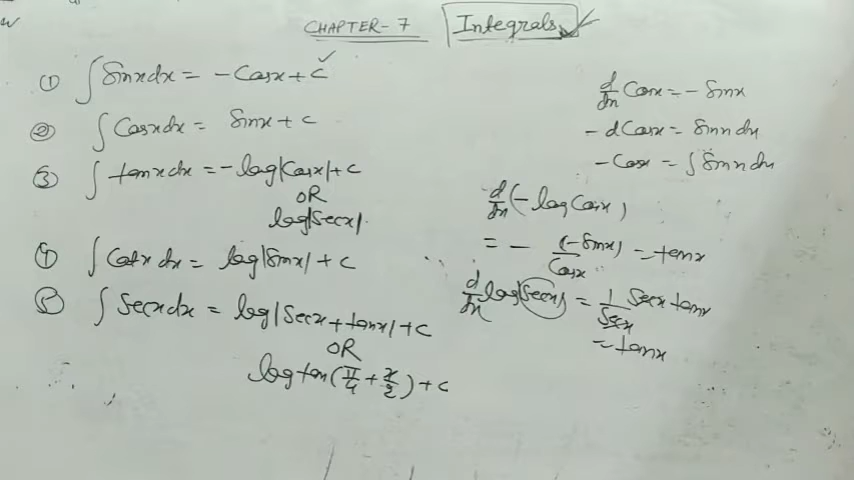 CHAPTER-7 Integrals
① ∫ Sinx dx = -Cosx + c
② ∫ Cosx dx = Sinx + c
③ ∫ tanx dx = -log|Cosx| + c
OR
log|Secx|
④ ∫ Cotx dx = log|Sinx| + c
⑤ ∫ Secx dx = log|Secx + tanx| + c
OR
log tan(π/4 + x/2) + c
d/dx Cosx = - Sinx
- dCosx = Sinx dx
- Cosx = ∫ Sinx dx
d/dx (- log Cosx)
= - (-Sinx)/Cosx = tanx
d/dx log(Secx) = 1/Secx Secx tanx
= tanx